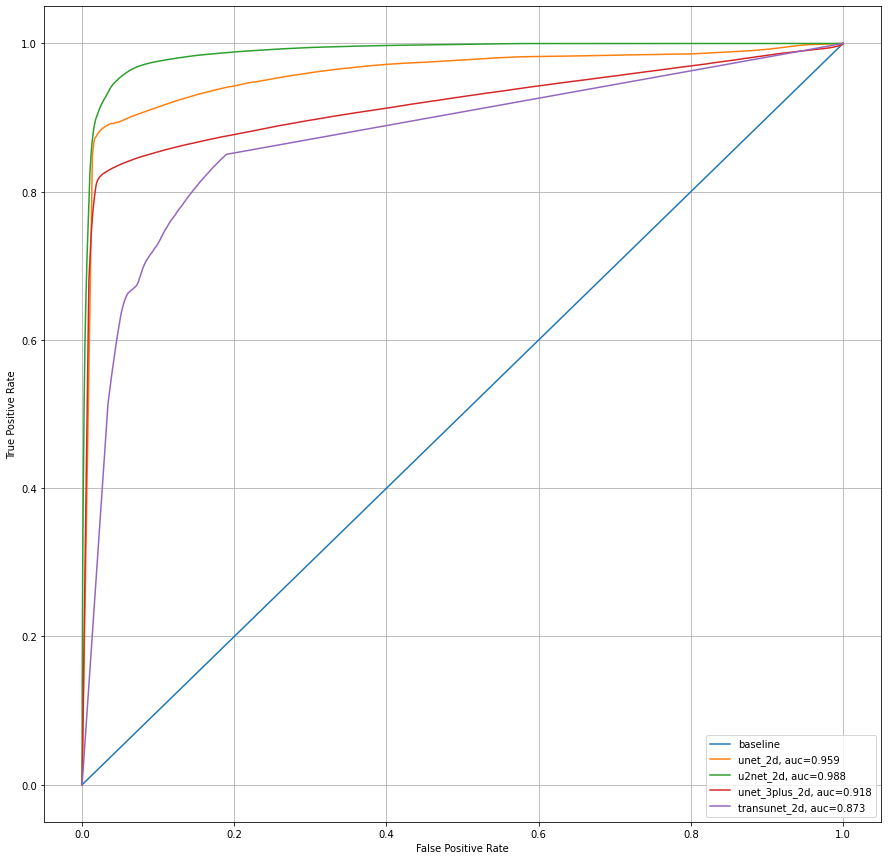 1.0
0.8
0.6
0.4
0.2
0.0
True Positive Rate
0.0 0.2 0.4 0.6 0.8 1.0
False Positive Rate
baseline
unet_2d, auc=0.959
u2net_2d, auc=0.988
unet_3plus_2d, auc=0.918
transunet_2d, auc=0.873